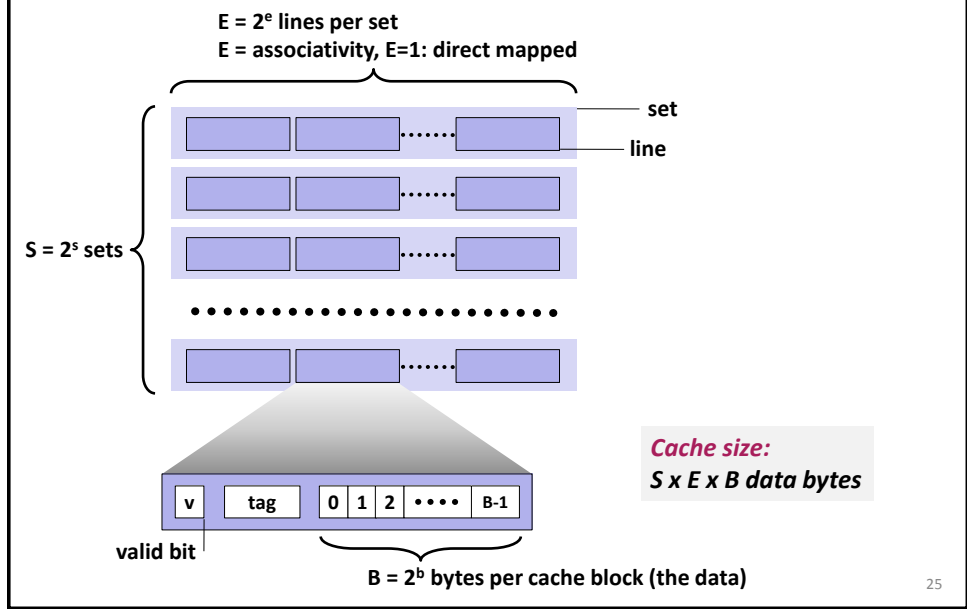 E = 2ᵉ lines per set
E = associativity, E=1: direct mapped
set
line
S = 2ˢ sets
Cache size:
S x E x B data bytes
v tag 0 1 2 •••• B-1
valid bit
B = 2ᵇ bytes per cache block (the data)
25